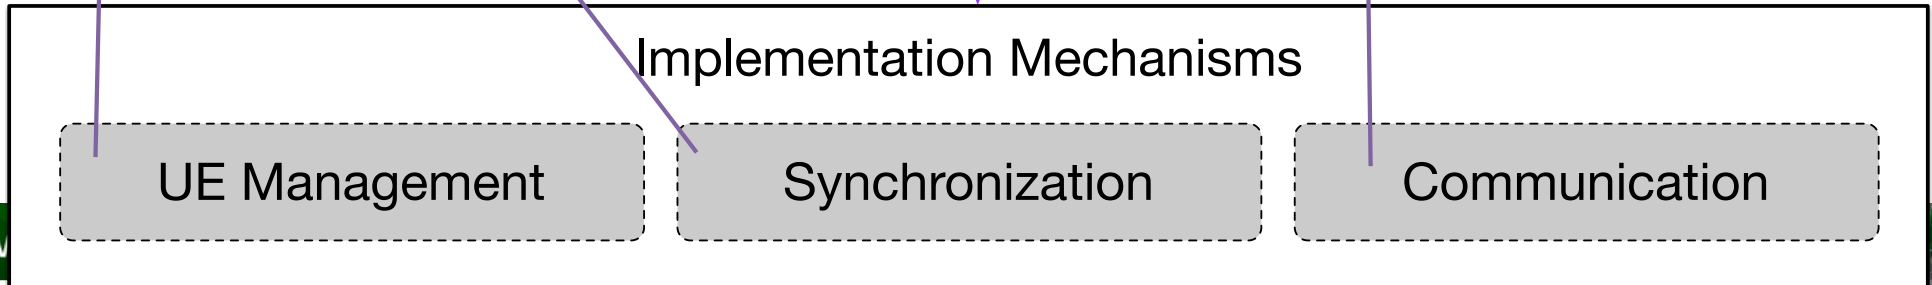 Implementation Mechanisms
UE Management
Synchronization
Communication